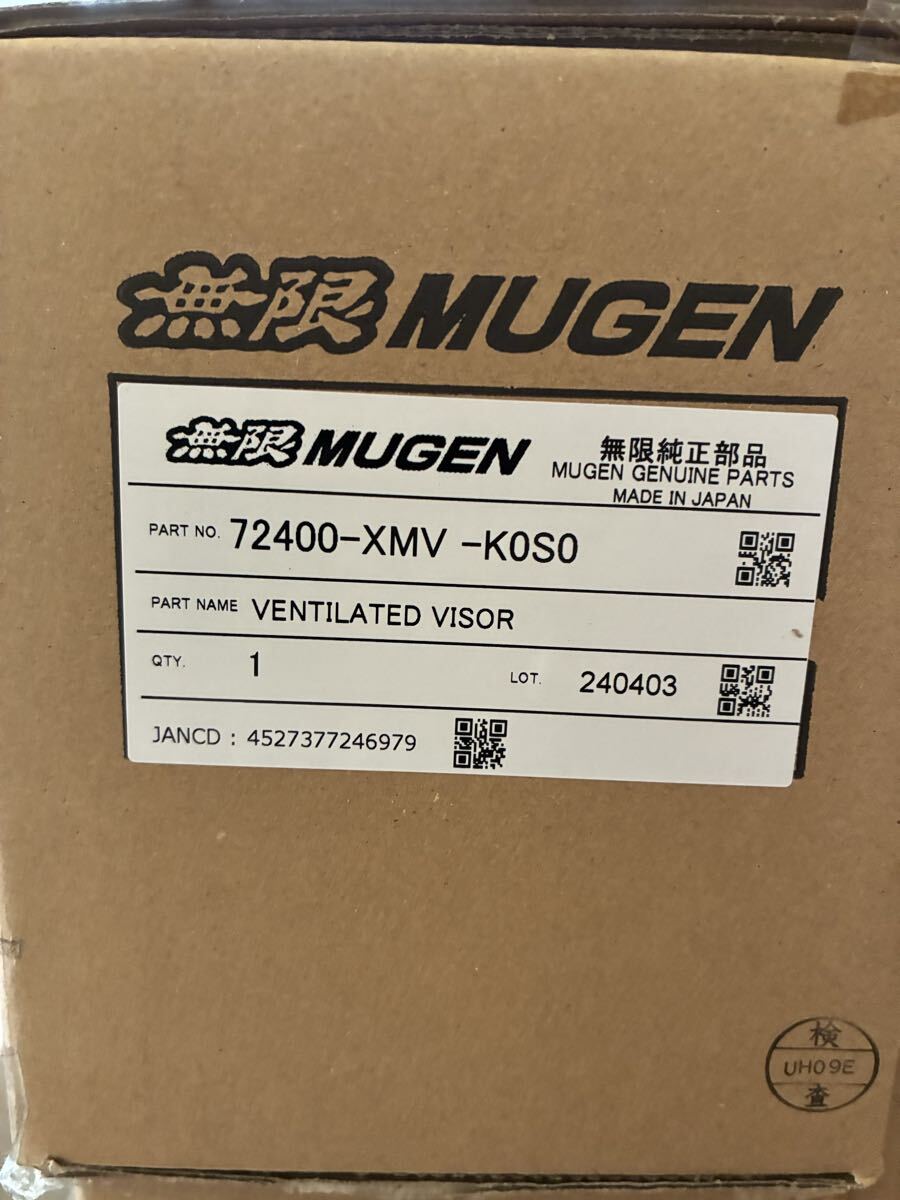 無限 MUGEN
無限 MUGEN
無限純正部品
MUGEN GENUINE PARTS
MADE IN JAPAN
PART NO. 72400-XMV -K0S0
PART NAME VENTILATED VISOR
QTY. 1 LOT. 240403
JANCD : 4527377246979
検
UH09E
査